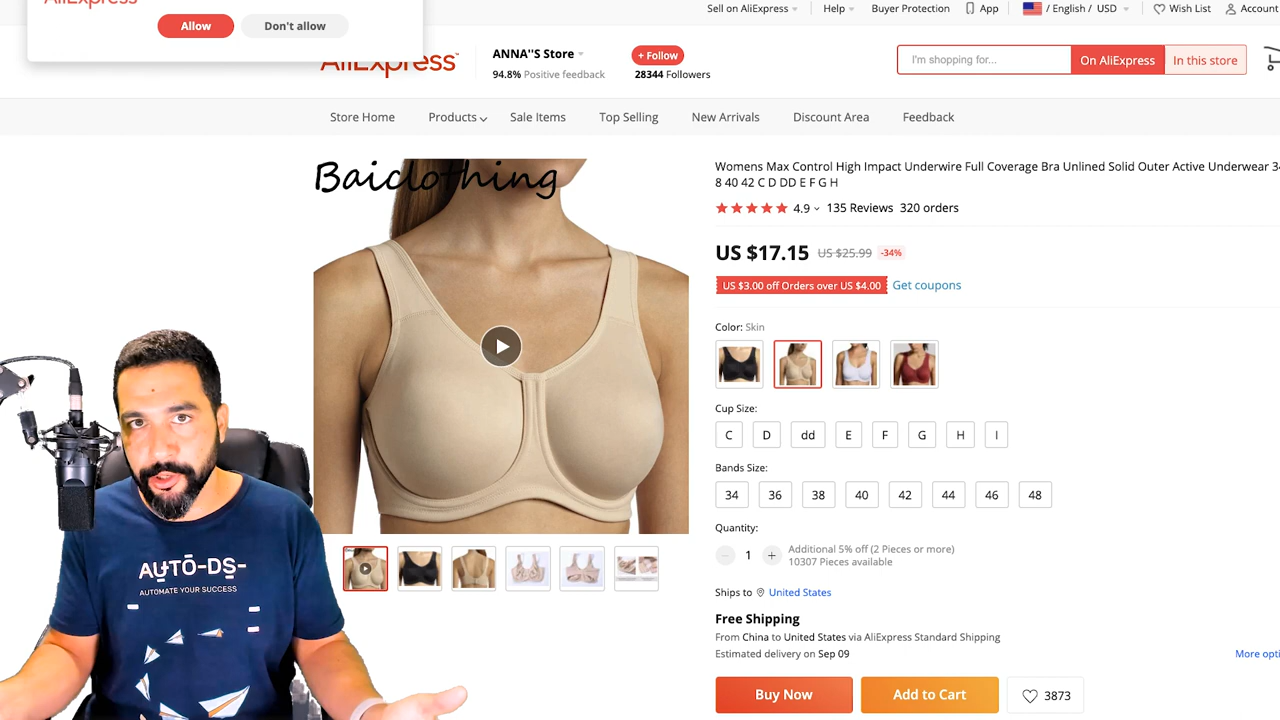 AliExpress
Allow
Don't allow
Sell on AliExpress
Help
Buyer Protection
App
/ English / USD
Wish List
Account
AliExpress™
ANNA''S Store
+ Follow
94.8% Positive feedback
28344 Followers
I'm shopping for...
On AliExpress
In this store
Store Home
Products
Sale Items
Top Selling
New Arrivals
Discount Area
Feedback
Baiclothing
Womens Max Control High Impact Underwire Full Coverage Bra Unlined Solid Outer Active Underwear
8 40 42 C D DD E F G H
4.9
135 Reviews
320 orders
US $17.15
US $25.99
-34%
US $3.00 off Orders over US $4.00
Get coupons
Color: Skin
Cup Size:
C
D
dd
E
F
G
H
I
Bands Size:
34
36
38
40
42
44
46
48
Quantity:
1
+
Additional 5% off (2 Pieces or more)
10307 Pieces available
Ships to
United States
Free Shipping
From China to United States via AliExpress Standard Shipping
Estimated delivery on Sep 09
Buy Now
Add to Cart
3873
AUTO-DS-
AUTOMATE YOUR SUCCESS